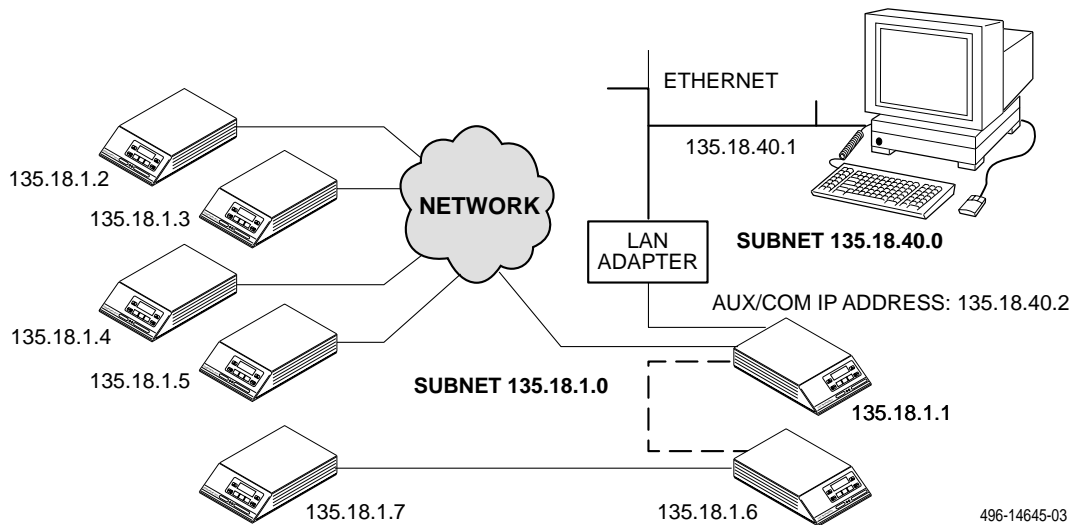 ETHERNET
135.18.40.1
135.18.1.2
135.18.1.3
NETWORK
LAN
ADAPTER
SUBNET 135.18.40.0
AUX/COM IP ADDRESS: 135.18.40.2
135.18.1.4
135.18.1.5
SUBNET 135.18.1.0
135.18.1.1
135.18.1.7
135.18.1.6
496-14645-03